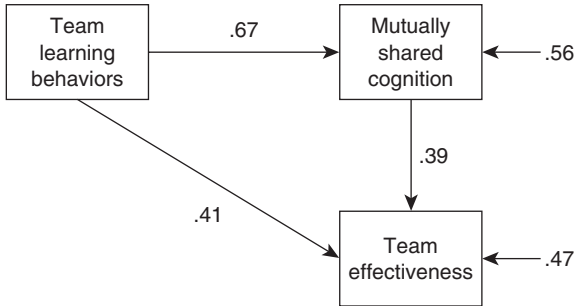 Team
learning
behaviors
.67
Mutually
shared
cognition
.56
.39
.41
Team
effectiveness
.47